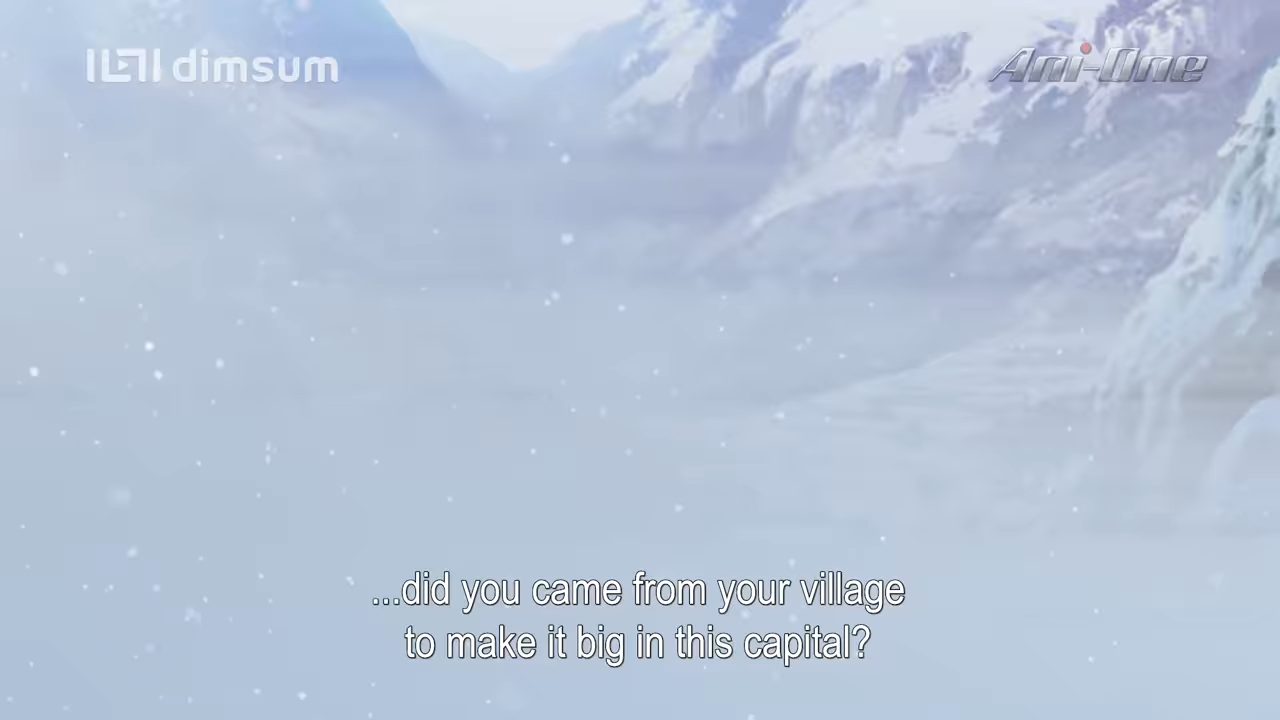 dimsum
Ani-One
...did you came from your village
to make it big in this capital?